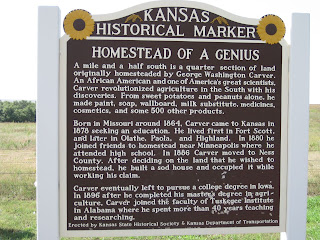 KANSAS
HISTORICAL MARKER
HOMESTEAD OF A GENIUS
A mile and a half south is a quarter section of land
originally homesteaded by George Washington Carver.
An African American and one of America's great scientists,
Carver revolutionized agriculture in the South with his
discoveries. From sweet potatoes and peanuts alone, he
made paint, soap, wallboard, milk substitute, medicines,
cosmetics, and some 500 other products.
Born in Missouri around 1864, Carver came to Kansas in
1878 seeking an education. He lived first in Fort Scott,
and later in Olathe, Paola, and Highland. In 1880 he
joined friends to homestead near Minneapolis where he
attended high school. In 1886 Carver moved to Ness
County. After deciding on the land that he wished to
homestead, he built a sod house and occupied it while
working his claim.
Carver eventually left to pursue a college degree in Iowa.
In 1896 after he completed his master's degree in agri-
culture, Carver joined the faculty of Tuskegee Institute
in Alabama where he spent more than 40 years teaching
and researching.
Erected by Kansas State Historical Society & Kansas Department of Transportation